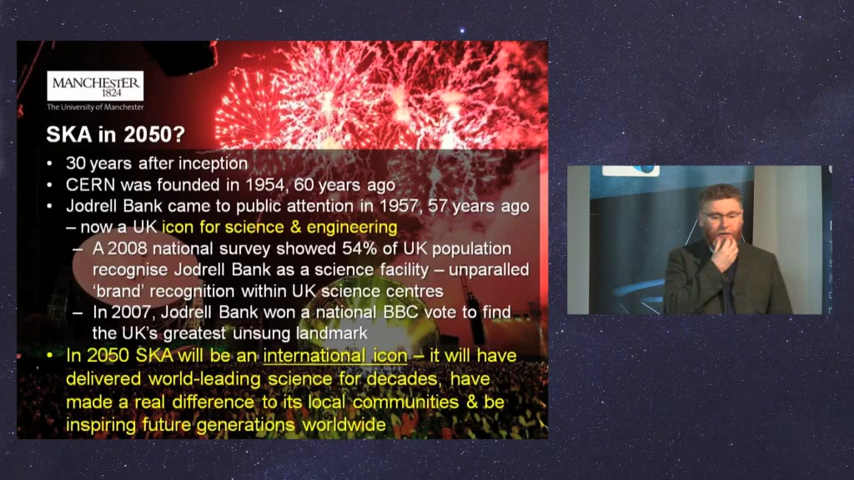 MANCHESTER
1824
The University of Manchester
SKA in 2050?
• 30 years after inception
• CERN was founded in 1954, 60 years ago
• Jodrell Bank came to public attention in 1957, 57 years ago
– now a UK icon for science & engineering
– A 2008 national survey showed 54% of UK population
recognise Jodrell Bank as a science facility – unparalled
‘brand’ recognition within UK science centres
– In 2007, Jodrell Bank won a national BBC vote to find
the UK's greatest unsung landmark
• In 2050 SKA will be an international icon – it will have
delivered world-leading science for decades, have
made a real difference to its local communities & be
inspiring future generations worldwide